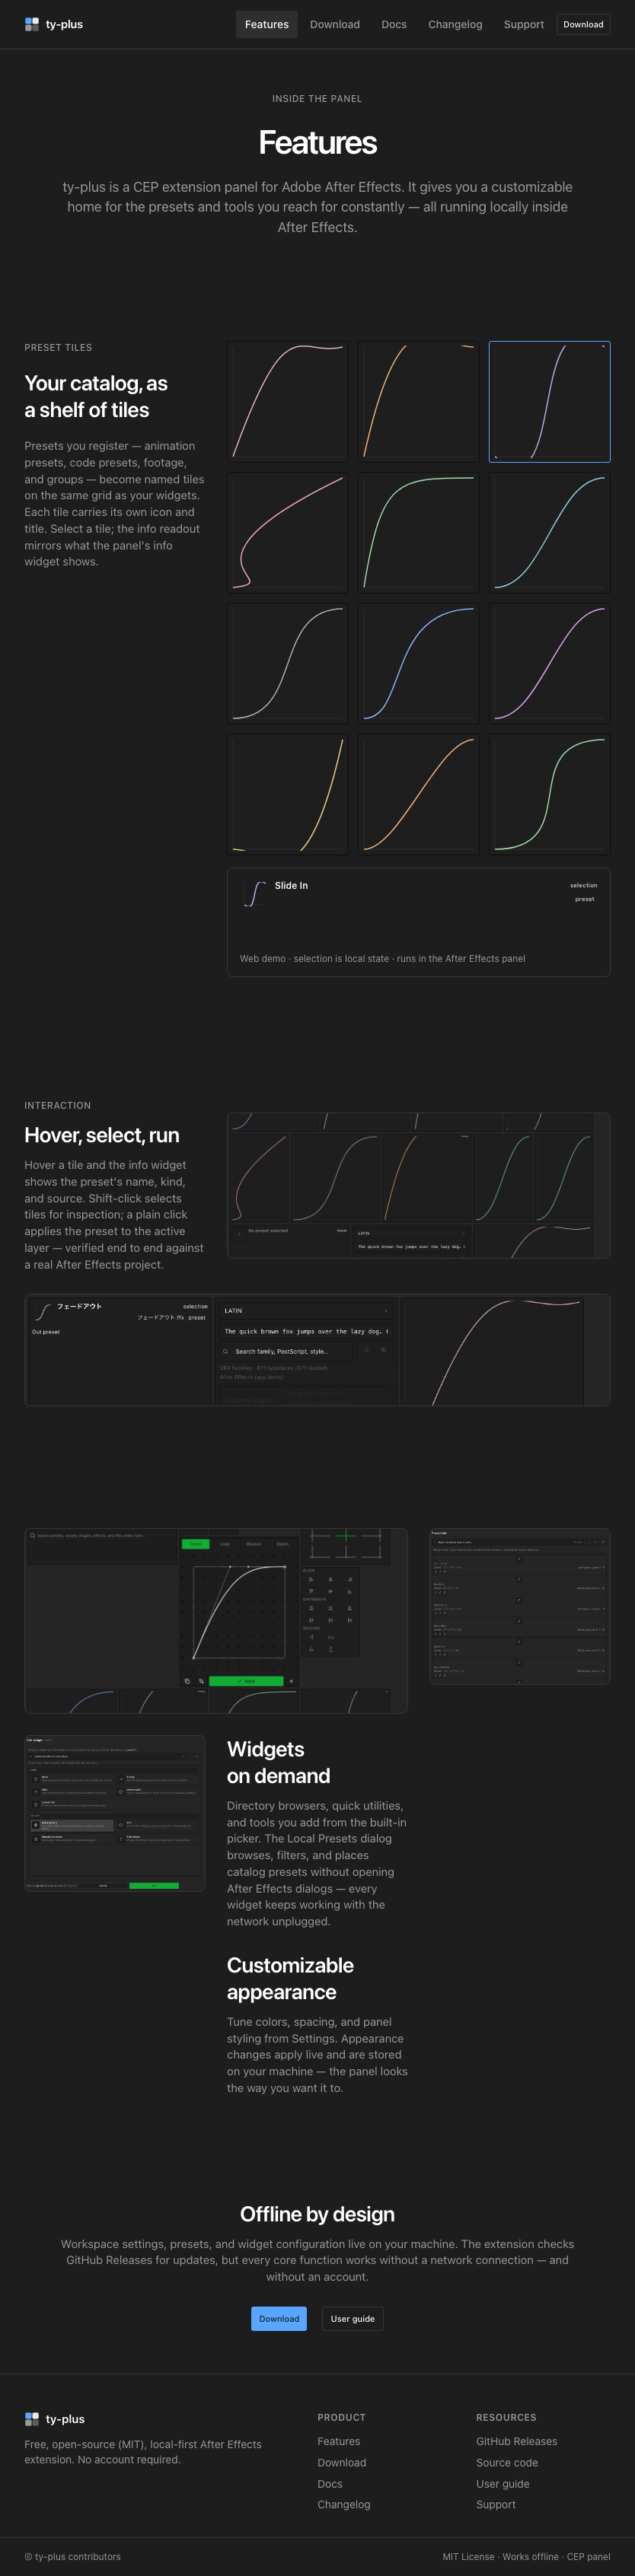 ty-plus
Features
Download
Docs
Changelog
Support
Download
INSIDE THE PANEL
Features
ty-plus is a CEP extension panel for Adobe After Effects. It gives you a customizable
home for the presets and tools you reach for constantly — all running locally inside
After Effects.
PRESET TILES
Your catalog, as
a shelf of tiles
Presets you register — animation
presets, code presets, footage,
and groups — become named tiles
on the same grid as your widgets.
Each tile carries its own icon and
title. Select a tile; the info readout
mirrors what the panel's info
widget shows.
Slide In
selection
preset
Web demo · selection is local state · runs in the After Effects panel
INTERACTION
Hover, select, run
Hover a tile and the info widget
shows the preset's name, kind,
and source. Shift-click selects
tiles for inspection; a plain click
applies the preset to the active
layer — verified end to end against
a real After Effects project.
No preset selected
LATIN
The quick brown fox jumps over the lazy dog.
フェードアウト
selection
フェードアウト.ffx · preset
Out preset
LATIN
The quick brown fox jumps over the lazy dog.
Search family, PostScript, style...
Widgets
on demand
Directory browsers, quick utilities,
and tools you add from the built-in
picker. The Local Presets dialog
browses, filters, and places
catalog presets without opening
After Effects dialogs — every
widget keeps working with the
network unplugged.
Customizable
appearance
Tune colors, spacing, and panel
styling from Settings. Appearance
changes apply live and are stored
on your machine — the panel looks
the way you want it to.
Offline by design
Workspace settings, presets, and widget configuration live on your machine. The extension checks
GitHub Releases for updates, but every core function works without a network connection — and
without an account.
Download
User guide
ty-plus
Free, open-source (MIT), local-first After Effects
extension. No account required.
PRODUCT
Features
Download
Docs
Changelog
RESOURCES
GitHub Releases
Source code
User guide
Support
© ty-plus contributors
MIT License · Works offline · CEP panel